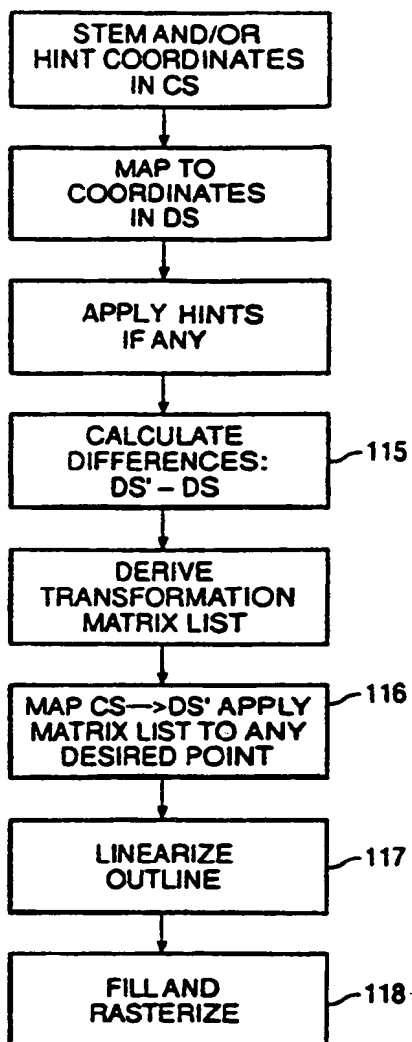 STEM AND/OR
HINT COORDINATES
IN CS
MAP TO
COORDINATES
IN DS
APPLY HINTS
IF ANY
CALCULATE
DIFFERENCES:
DS' – DS
115
DERIVE
TRANSFORMATION
MATRIX LIST
MAP CS—>DS' APPLY
MATRIX LIST TO ANY
DESIRED POINT
116
LINEARIZE
OUTLINE
117
FILL AND
RASTERIZE
118